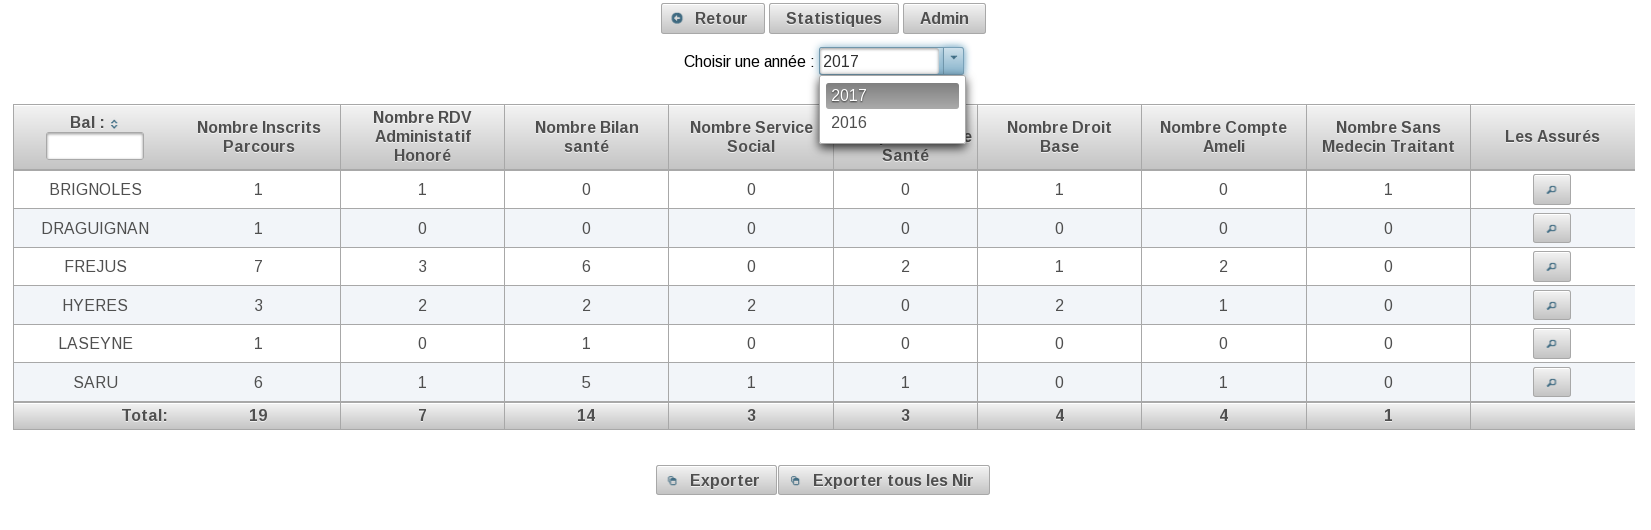 Retour Statistiques Admin
Choisir une année : 2017
2017
2016
Bal : Nombre Inscrits Parcours Nombre RDV Administatif Honoré Nombre Bilan santé Nombre Service Social Santé Nombre Droit Base Nombre Compte Ameli Nombre Sans Medecin Traitant Les Assurés
BRIGNOLES 1 1 0 0 0 1 0 1
DRAGUIGNAN 1 0 0 0 0 0 0 0
FREJUS 7 3 6 0 2 1 2 0
HYERES 3 2 2 2 0 2 1 0
LASEYNE 1 0 1 0 0 0 0 0
SARU 6 1 5 1 1 0 1 0
Total: 19 7 14 3 3 4 4 1
Exporter Exporter tous les Nir